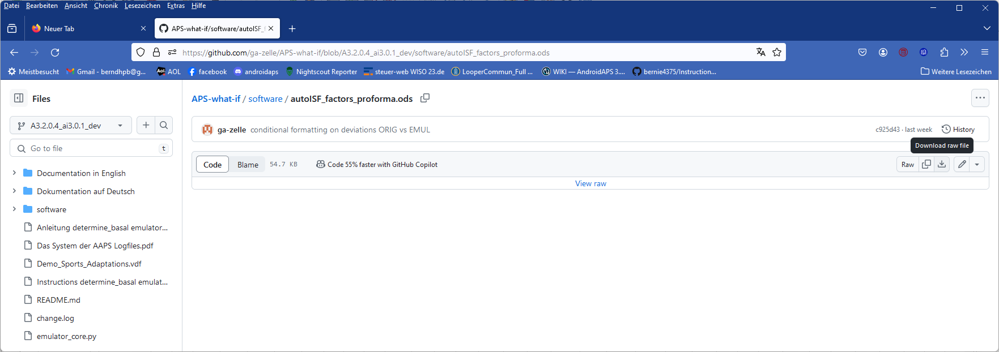 Datei Bearbeiten Ansicht Chronik Lesezeichen Extras Hilfe
Neuer Tab
APS-what-if/software/autoISF_f
https://github.com/ga-zelle/APS-what-if/blob/A3.2.0.4_ai3.0.1_dev/software/autoISF_factors_proforma.ods
Meistbesucht Gmail - berndhpb@g... Aol. AOL facebook androidaps Nightscout Reporter steuer-web WISO 23.de LooperCommun_Full ... WIKI — AndroidAPS 3.... bernie4375/Instruction... Weitere Lesezeichen
Files
A3.2.0.4_ai3.0.1_dev
Go to file t
Documentation in English
Dokumentation auf Deutsch
software
Anleitung determine_basal emulator...
Das System der AAPS Logfiles.pdf
Demo_Sports_Adaptations.vdf
Instructions determine_basal emulat...
README.md
change.log
emulator_core.py
APS-what-if / software / autoISF_factors_proforma.ods
ga-zelle conditional formatting on deviations ORIG vs EMUL c925d43 · last week History
Download raw file
Code Blame 54.7 KB Code 55% faster with GitHub Copilot Raw
View raw